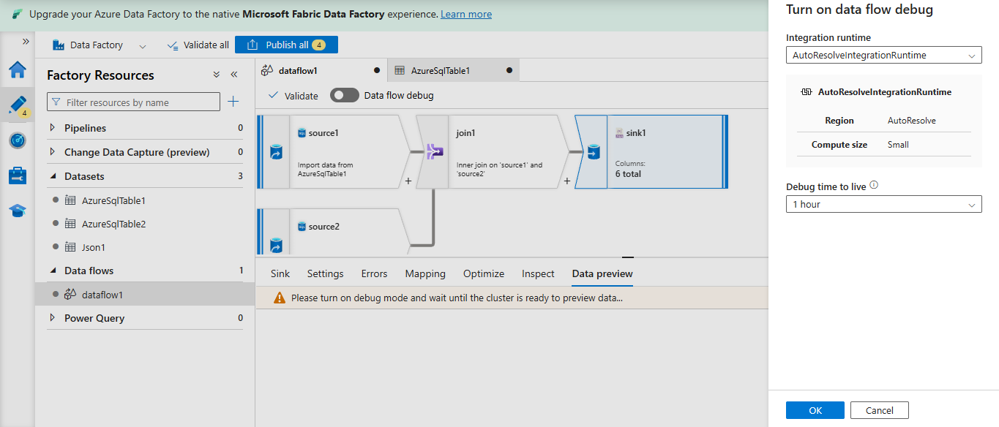 Upgrade your Azure Data Factory to the native Microsoft Fabric Data Factory experience. Learn more
Data Factory
Validate all
Publish all 4
4
Factory Resources
Filter resources by name
Pipelines 0
Change Data Capture (preview) 0
Datasets 3
AzureSqlTable1
AzureSqlTable2
Json1
Data flows 1
dataflow1
Power Query 0
dataflow1
AzureSqlTable1
Validate
Data flow debug
source1
Import data from
AzureSqlTable1
+
join1
Inner join on 'source1' and
'source2'
+
sink1
Columns:
6 total
source2
Sink Settings Errors Mapping Optimize Inspect Data preview
Please turn on debug mode and wait until the cluster is ready to preview data...
Turn on data flow debug
Integration runtime
AutoResolveIntegrationRuntime
AutoResolveIntegrationRuntime
Region AutoResolve
Compute size Small
Debug time to live
1 hour
OK Cancel